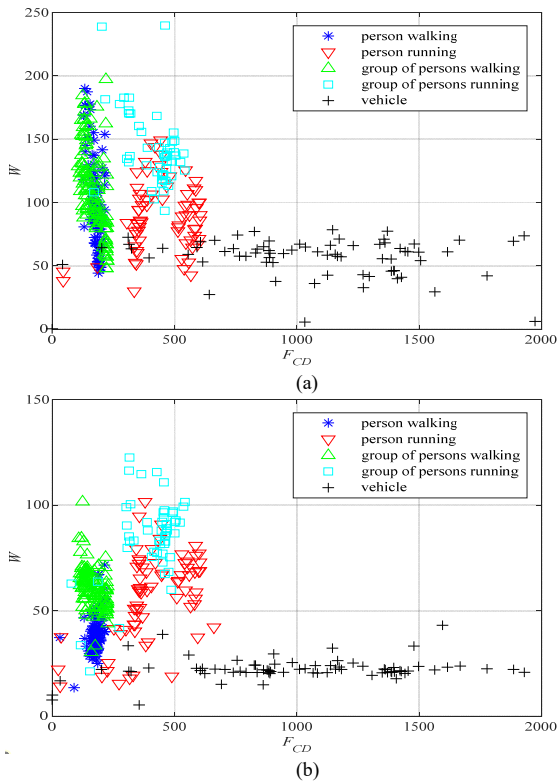 250
200
150
100
50
0
W
person walking
person running
group of persons walking
group of persons running
vehicle
0 500 1000 1500 2000
F_CD
(a)
150
100
50
0
W
person walking
person running
group of persons walking
group of persons running
vehicle
0 500 1000 1500 2000
F_CD
(b)